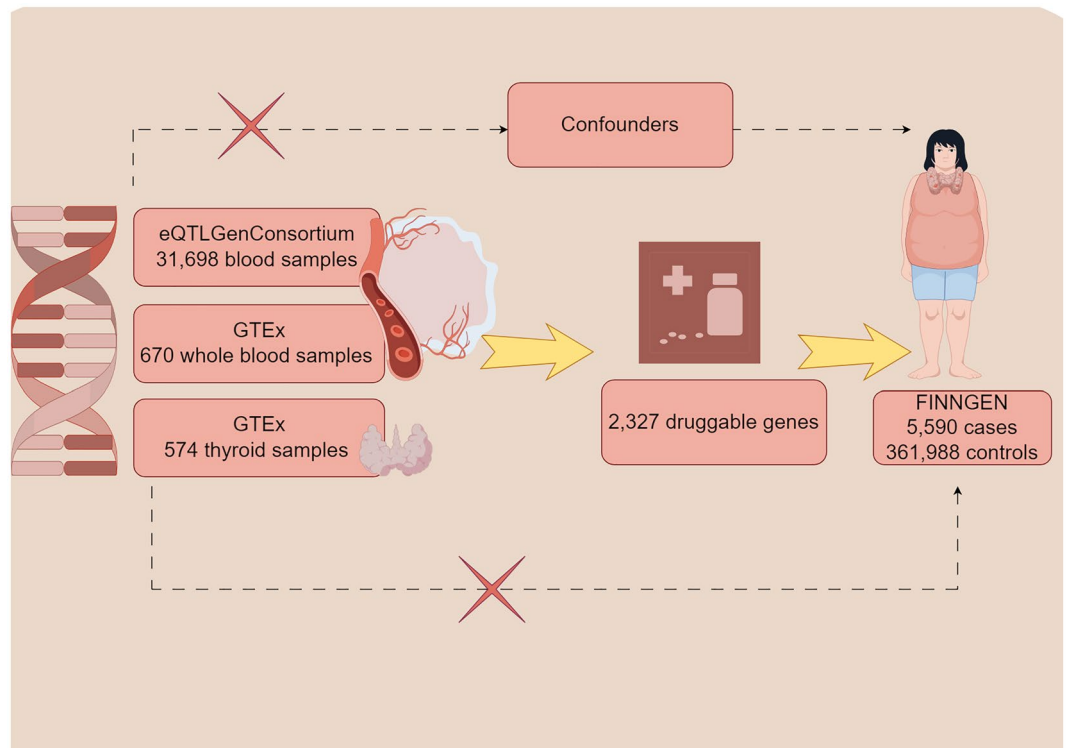 Confounders
eQTLGenConsortium
31,698 blood samples
GTEx
670 whole blood samples
GTEx
574 thyroid samples
2,327 druggable genes
FINNGEN
5,590 cases
361,988 controls